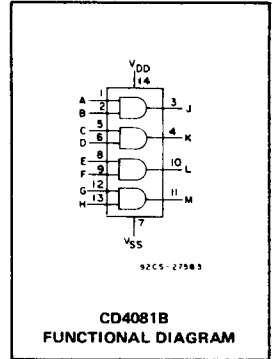 VDD
14
A 1
B 2 3 J
C 5
D 6 4 K
E 8
F 9 10 L
G 12
H 13 11 M
7
VSS
92CS-27583
CD4081B
FUNCTIONAL DIAGRAM